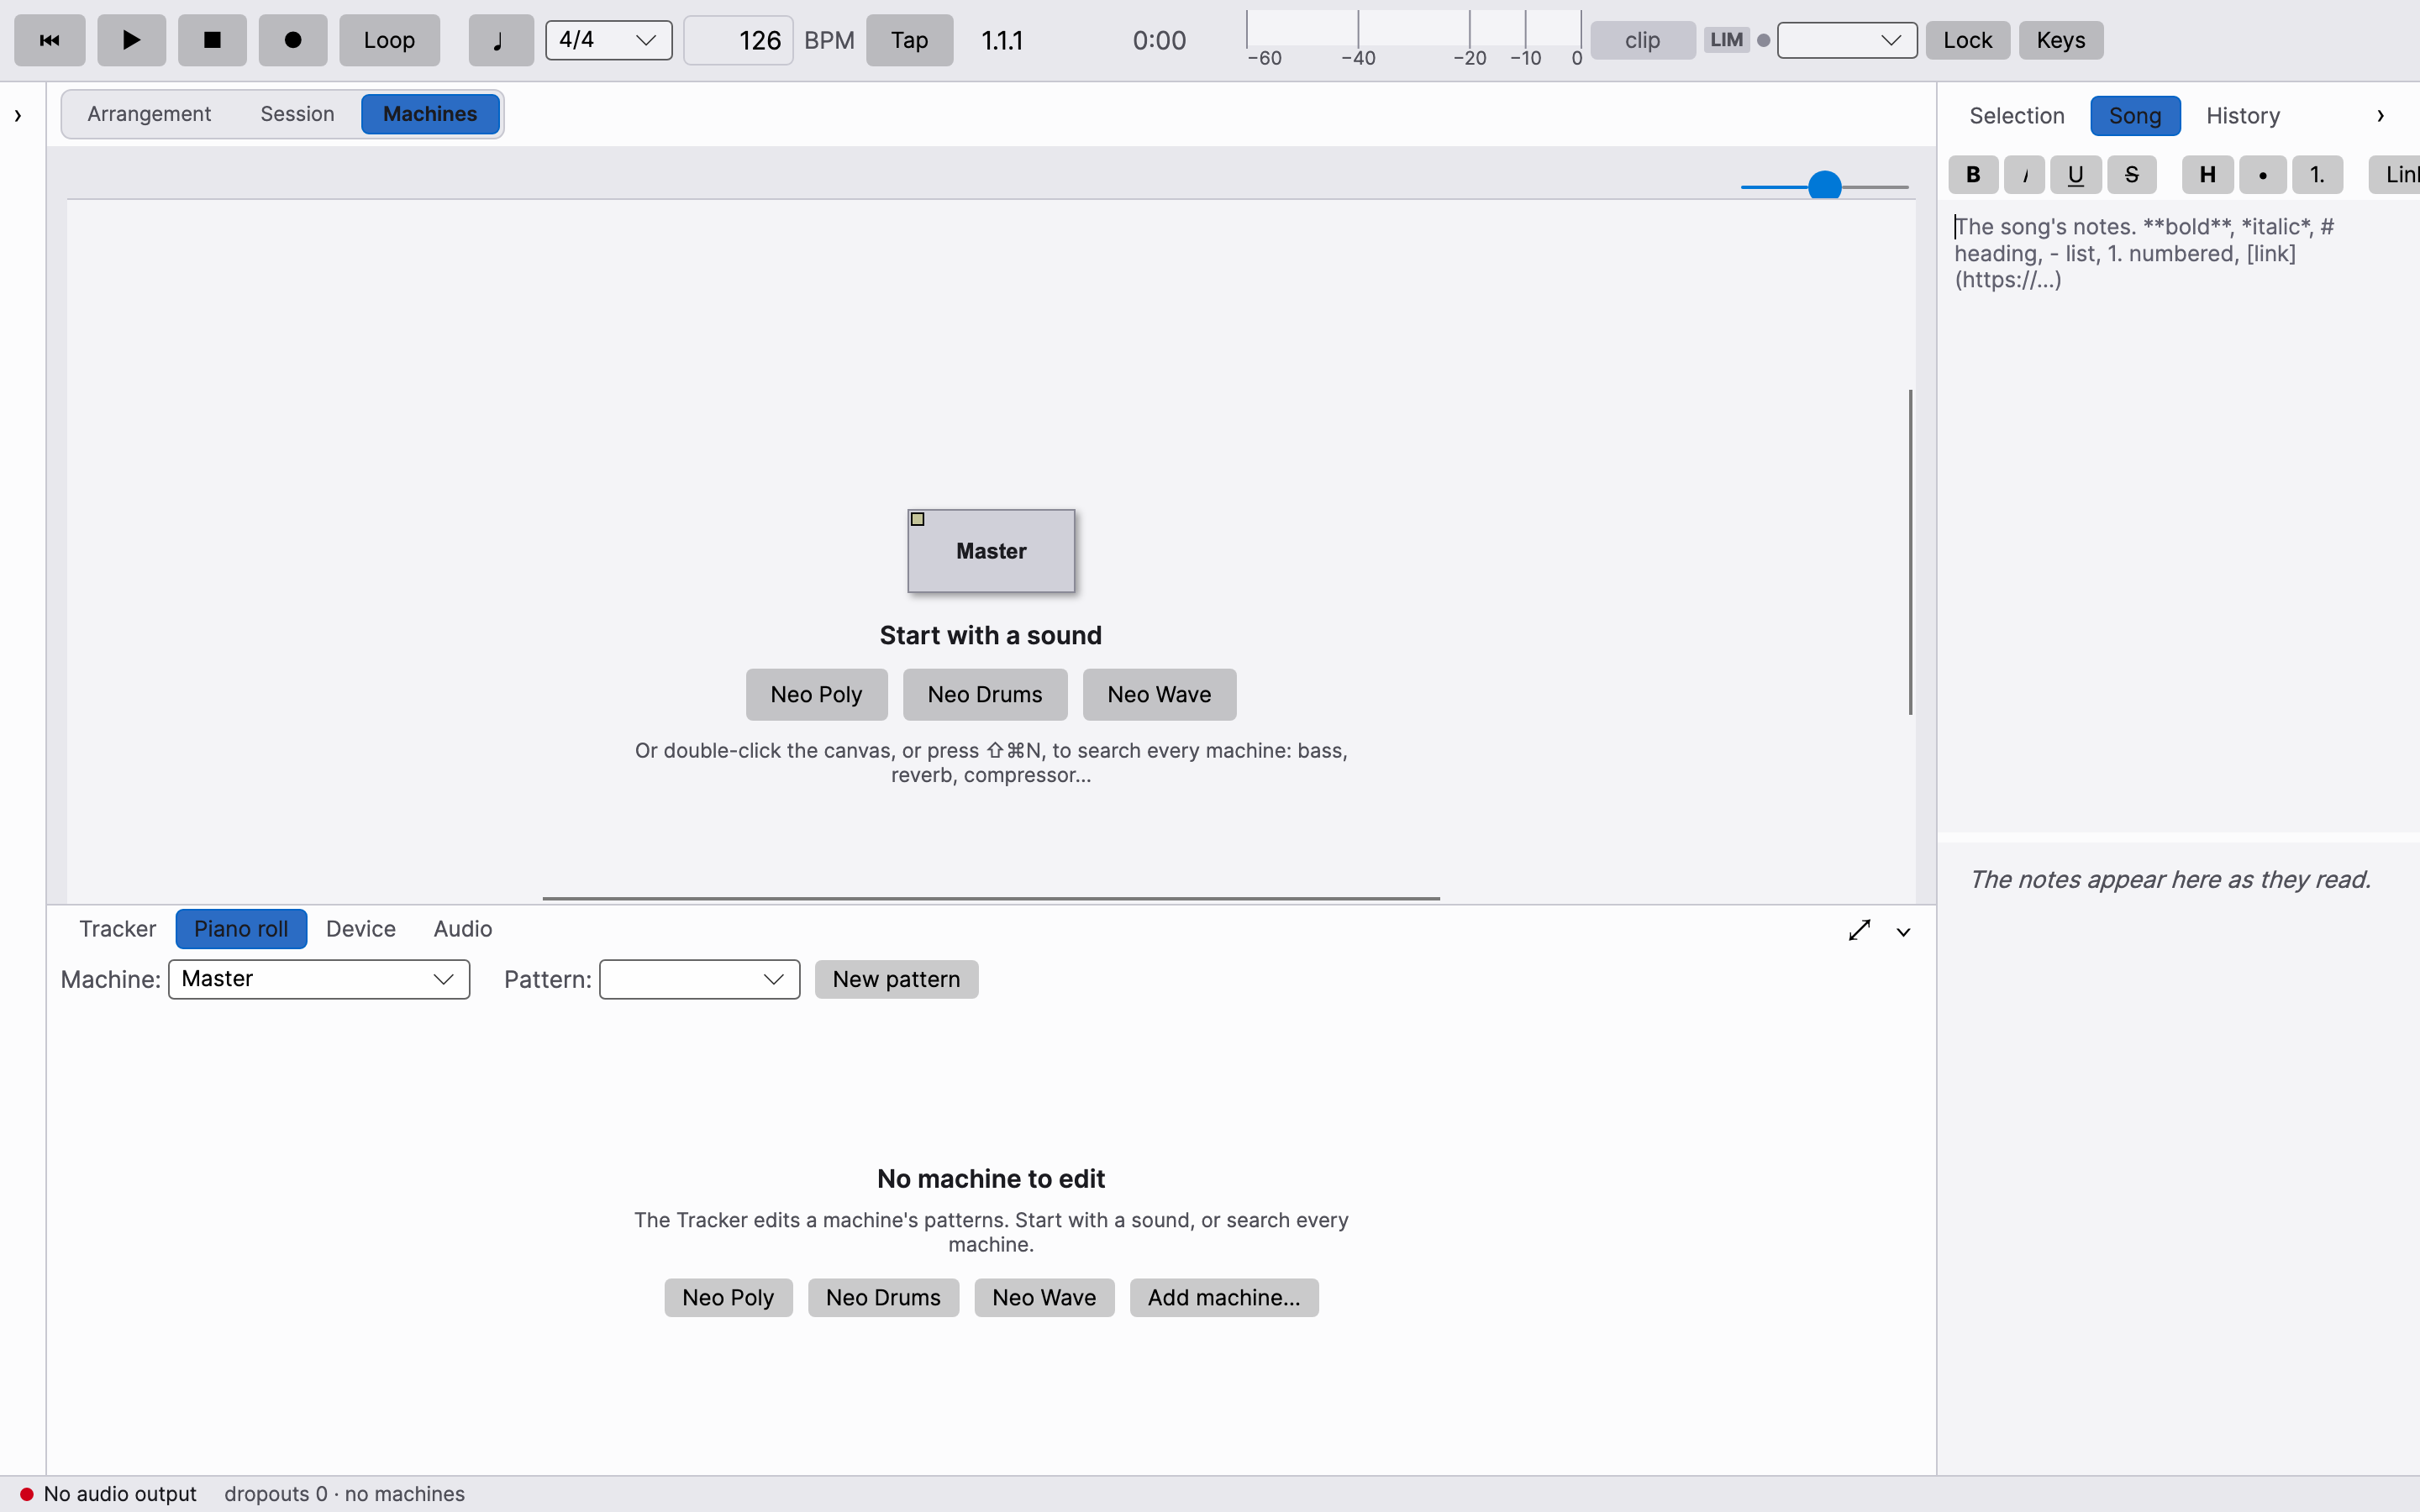 Loop
4/4
126 BPM
Tap
1.1.1
0:00
−60 −40 −20 −10 0
clip
LIM
Lock
Keys
Arrangement Session Machines
Selection Song History
B I U S H • 1.
The song's notes. **bold**, *italic*, #
heading, - list, 1. numbered, [link]
(https://...)
Master
Start with a sound
Neo Poly Neo Drums Neo Wave
Or double-click the canvas, or press ⇧⌘N, to search every machine: bass,
reverb, compressor...
The notes appear here as they read.
Tracker Piano roll Device Audio
Machine: Master Pattern: New pattern
No machine to edit
The Tracker edits a machine's patterns. Start with a sound, or search every
machine.
Neo Poly Neo Drums Neo Wave Add machine...
No audio output dropouts 0 · no machines